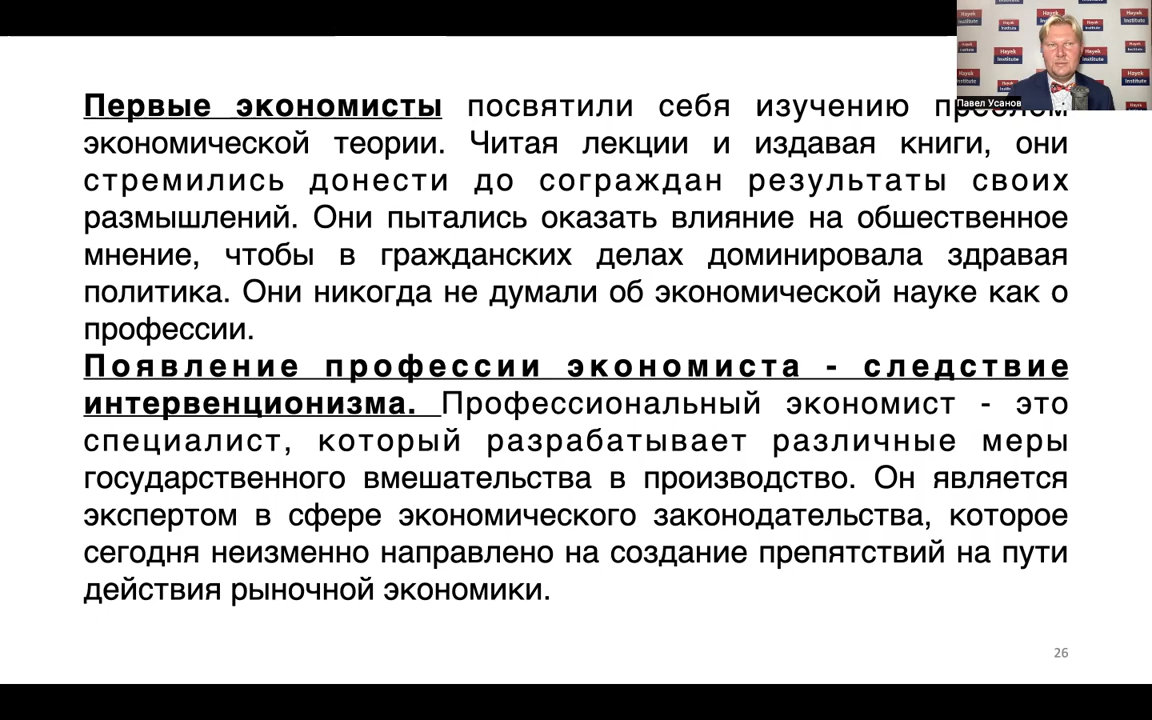 Hayek Institute
Павел Усанов
Первые экономисты посвятили себя изучению проблем
экономической теории. Читая лекции и издавая книги, они
стремились донести до сограждан результаты своих
размышлений. Они пытались оказать влияние на обшественное
мнение, чтобы в гражданских делах доминировала здравая
политика. Они никогда не думали об экономической науке как о
профессии.
Появление профессии экономиста - следствие
интервенционизма. Профессиональный экономист - это
специалист, который разрабатывает различные меры
государственного вмешательства в производство. Он является
экспертом в сфере экономического законодательства, которое
сегодня неизменно направлено на создание препятствий на пути
действия рыночной экономики.
26